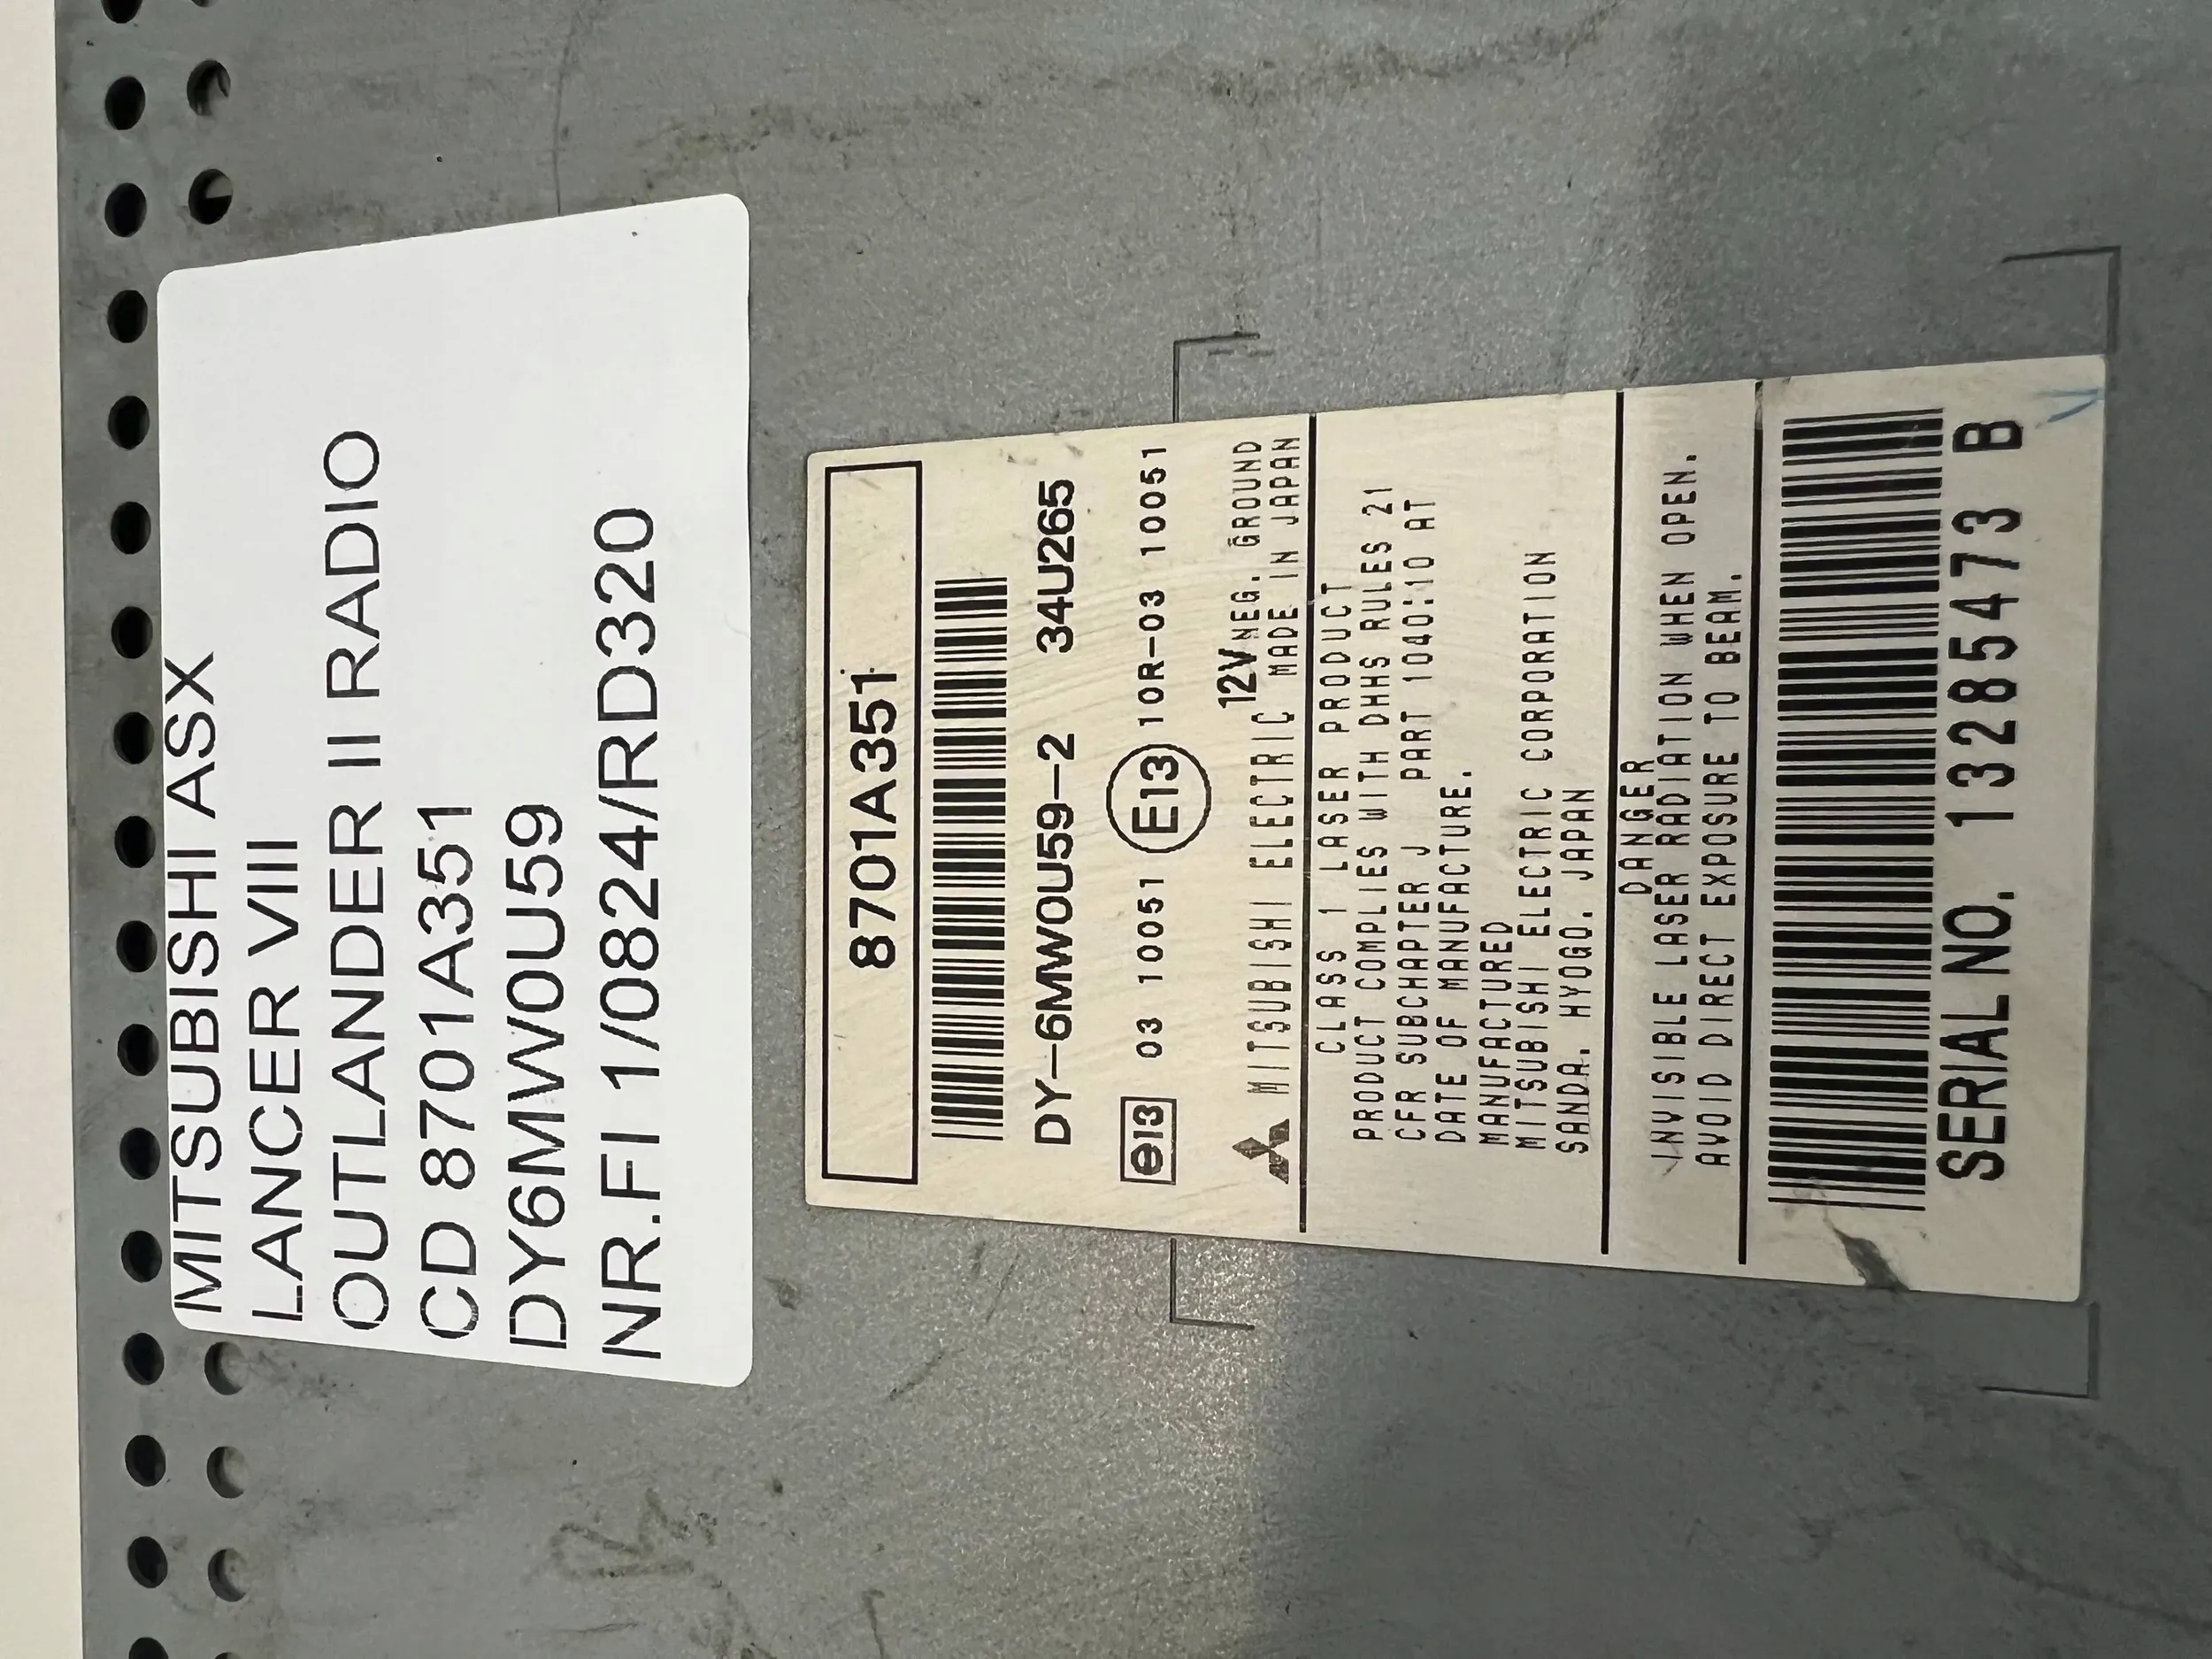 MITSUBISHI ASX
LANCER VIII
OUTLANDER III RADIO
CD 8701A351
DY6MW0U59
NR.FI 1/0824/RD320
8701A351
DY-6MW0U59-2 34U265
e13 03 10051 E13 10R-03 10051
12V NEG. GROUND
MITSUBISHI ELECTRIC MADE IN JAPAN
CLASS 1 LASER PRODUCT
PRODUCT COMPLIES WITH DHHS RULES 21
CFR SUBCHAPTER J PART 1040:10 AT
DATE OF MANUFACTURE.
MANUFACTURED
MITSUBISHI ELECTRIC CORPORATION
SANDA. HYOGO. JAPAN
DANGER
INVISIBLE LASER RADIATION WHEN OPEN.
AVOID DIRECT EXPOSURE TO BEAM.
SERIAL NO. 13285473 B